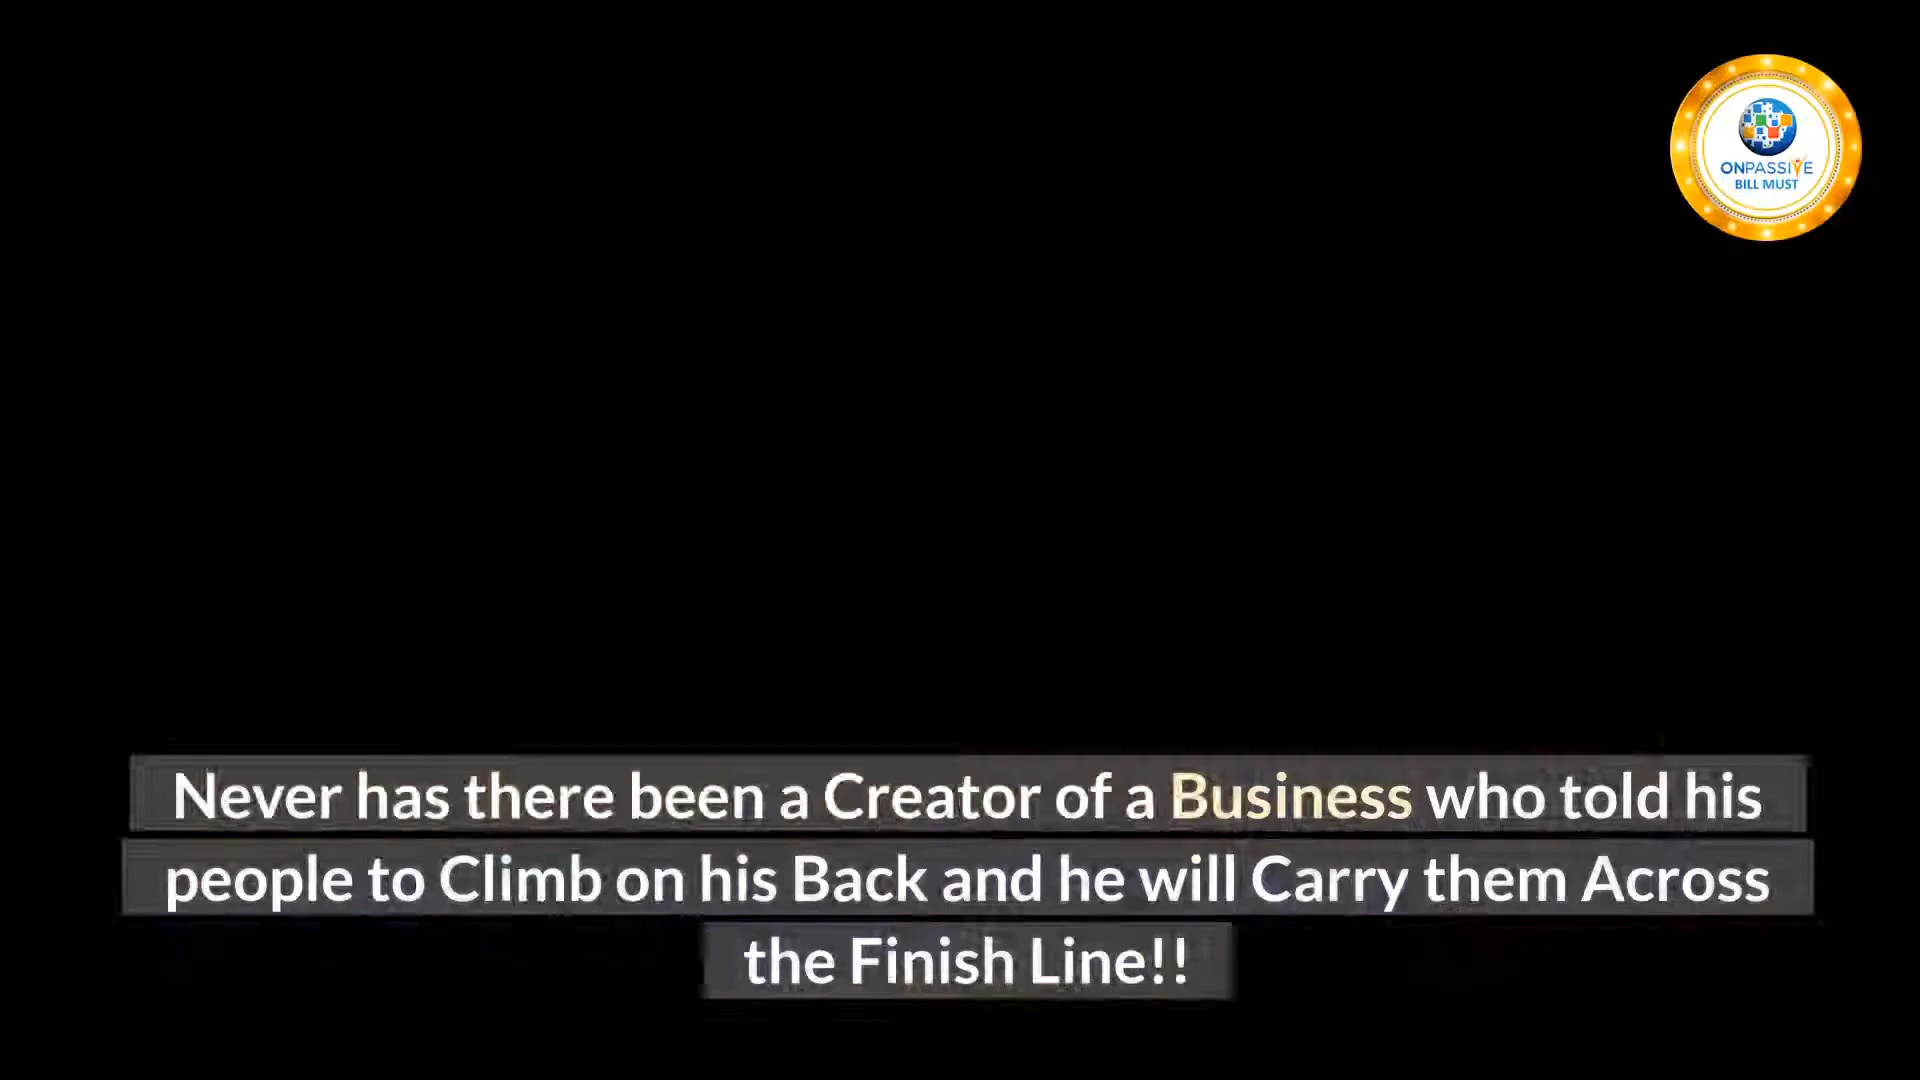 ONPASSIVE
BILL MUST
Never has there been a Creator of a Business who told his
people to Climb on his Back and he will Carry them Across
the Finish Line!!